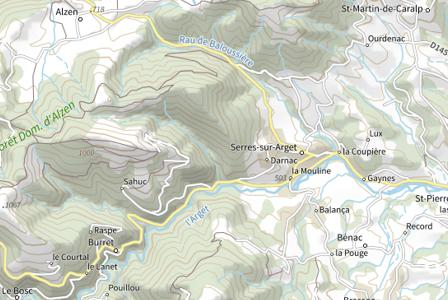 St-Martin-de-Caralp
Alzen
718
Rau de Baloussière
Ourdenac
D145
orêt Dom. d'Alzen
Lux
Serres-sur-Arget
la Coupière
1000
Darnac
la Mouline
503
Gaynes
Sahuc
l'Arget
St-Pierre
1067
Balança
Raspe
Record
Burret
Bénac
le Courtal
la Pouge
le Lanet
Le Bosc
Pouillou